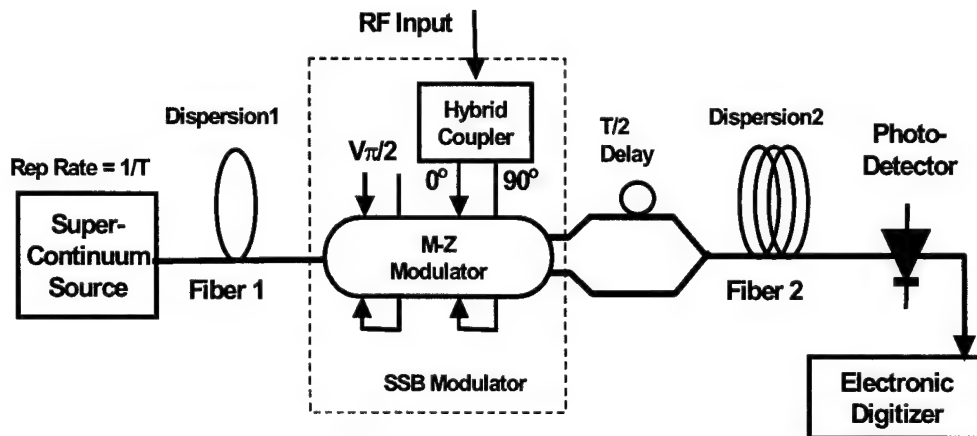 RF Input
Dispersion1
Hybrid
Coupler
T/2
Delay
Dispersion2
Photo-
Detector
Rep Rate = 1/T
Vπ/2
0°
90°
Super-
Continuum
Source
Fiber 1
M-Z
Modulator
Fiber 2
SSB Modulator
Electronic
Digitizer